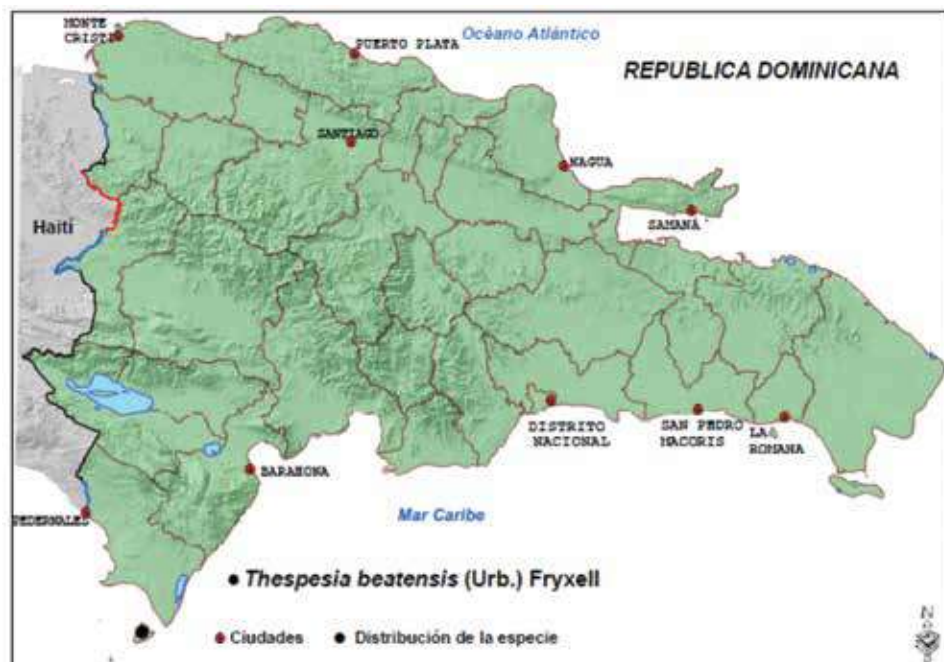 MONTE
CRISTI
Océano Atlántico
PUERTO PLATA
REPUBLICA DOMINICANA
SANTIAGO
NAGUA
SAMANÁ
Haití
DISTRITO
NACIONAL
SAN PEDRO
MACORIS
LA
ROMANA
BARAHONA
PEDERNALES
Mar Caribe
Thespesia beatensis (Urb.) Fryxell
Ciudades
Distribución de la especie